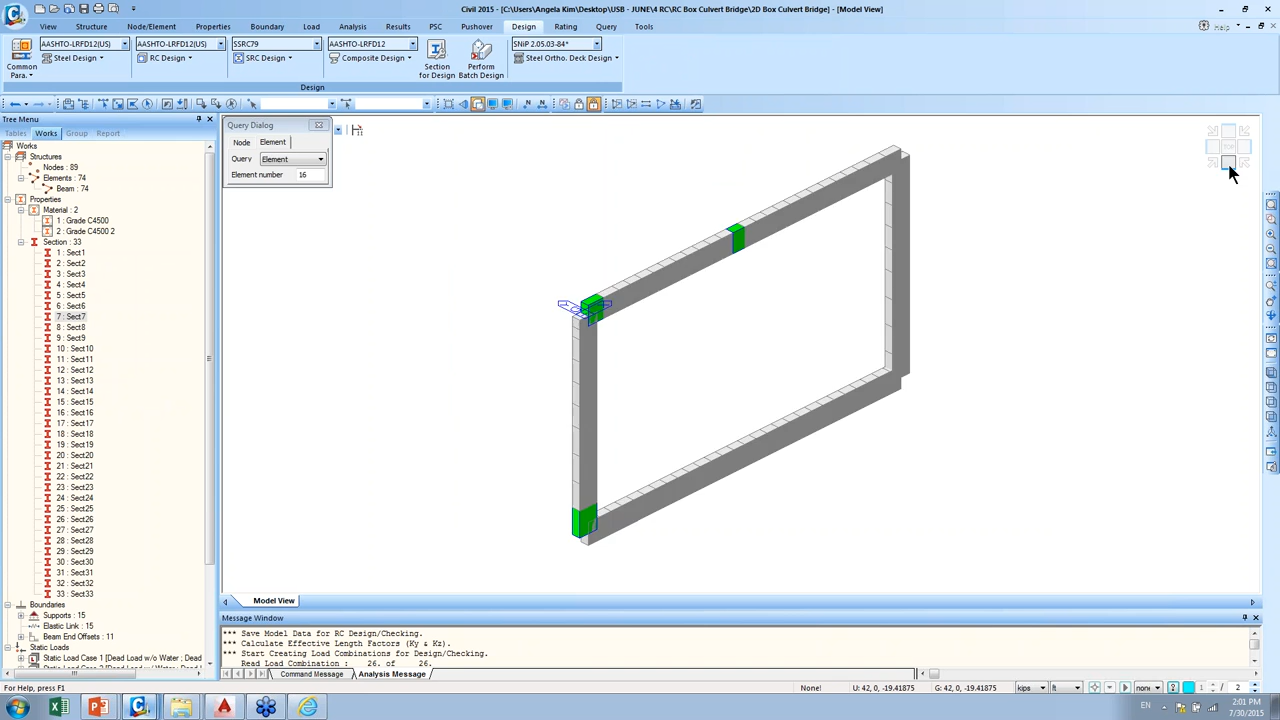 Civil 2015 - [C:\Users\Angela Kim\Desktop\USB - JUNE\4 RC\RC Box Culvert Bridge\2D Box Culvert Bridge] - [Model View]
View Structure Node/Element Properties Boundary Load Analysis Results PSC Pushover Design Rating Query Tools
Help
AASHTO-LRFD12(US) AASHTO-LRFD12(US) SSRC79 AASHTO-LRFD12 SNiP 2.05.03-84*
Common Para. Steel Design RC Design SRC Design Composite Design Section for Design Perform Batch Design Steel Ortho. Deck Design
Design
Tree Menu
Tables Works Group Report
Query Dialog
Node Element
Query Element
Element number 16
TOP
Works
Structures
Nodes : 89
Elements : 74
Beam : 74
Properties
Material : 2
1 : Grade C4500
2 : Grade C4500 2
Section : 33
1 : Sect1
2 : Sect2
3 : Sect3
4 : Sect4
5 : Sect5
6 : Sect6
7 : Sect7
8 : Sect8
9 : Sect9
10 : Sect10
11 : Sect11
12 : Sect12
13 : Sect13
14 : Sect14
15 : Sect15
16 : Sect16
17 : Sect17
18 : Sect18
19 : Sect19
20 : Sect20
21 : Sect21
22 : Sect22
23 : Sect23
24 : Sect24
25 : Sect25
26 : Sect26
27 : Sect27
28 : Sect28
29 : Sect29
30 : Sect30
31 : Sect31
32 : Sect32
33 : Sect33
Boundaries
Supports : 15
Elastic Link : 15
Beam End Offsets : 11
Static Loads
Static Load Case 1 [Dead Load w/o Water ; Dead
Model View
Message Window
*** Save Model Data for RC Design/Checking.
*** Calculate Effective Length Factors (Ky & Kz).
*** Start Creating Load Combinations for Design/Checking.
Read Load Combination : 26. of 26.
Command Message Analysis Message
For Help, press F1
None! U: 42, 0, -19.41875 G: 42, 0, -19.41875 kips ft none 1 / 2
EN 2:01 PM
7/30/2015